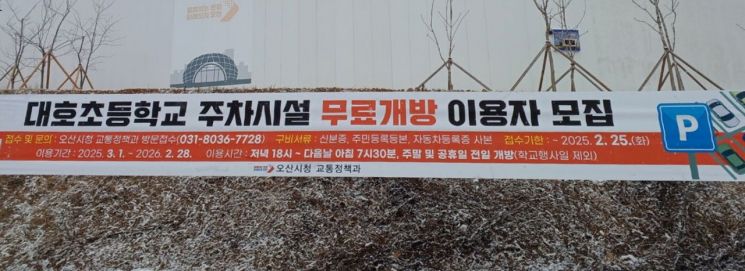 대호초등학교 주차시설 무료개방 이용자 모집
접수 및 문의 : 오산시청 교통정책과 방문접수(031-8036-7728) 구비서류 : 신분증, 주민등록등본, 자동차등록증 사본 접수기한 : ~ 2025. 2. 25.(화)
이용기간 : 2025. 3. 1. ~ 2026. 2. 28. 이용시간 : 저녁 18시 ~ 다음날 아침 7시30분, 주말 및 공휴일 전일 개방(학교행사일 제외)
오산시청 교통정책과
P